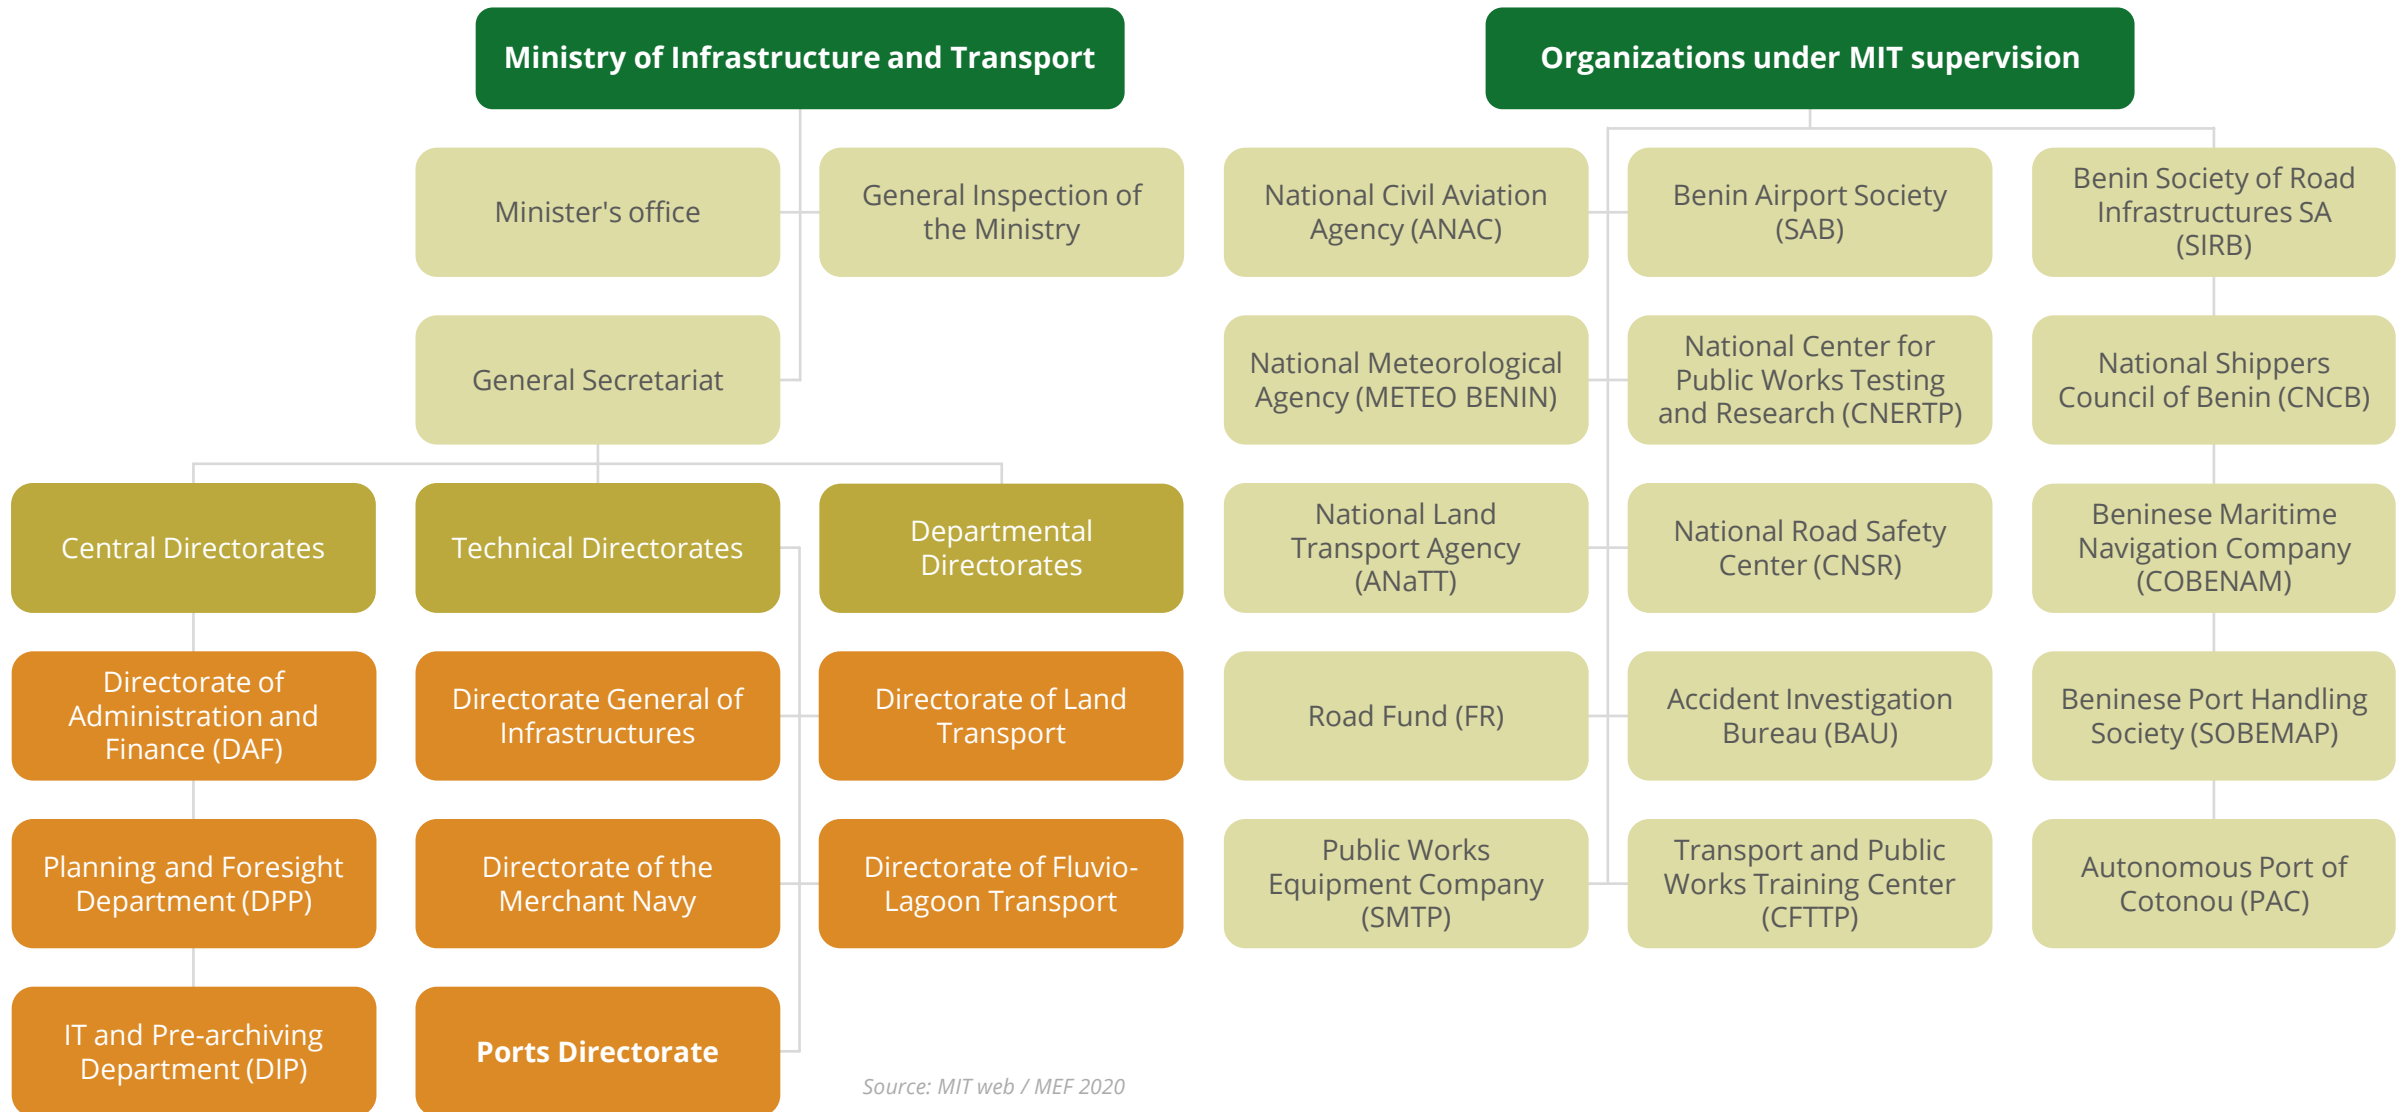 Ministry of Infrastructure and Transport
Minister's office
General Inspection of
the Ministry
General Secretariat
Central Directorates
Technical Directorates
Departmental
Directorates
Directorate of
Administration and
Finance (DAF)
Directorate General of
Infrastructures
Directorate of Land
Transport
Planning and Foresight
Department (DPP)
Directorate of the
Merchant Navy
Directorate of Fluvio-
Lagoon Transport
IT and Pre-archiving
Department (DIP)
Ports Directorate
Source: MIT web / MEF 2020
Organizations under MIT supervision
National Civil Aviation
Agency (ANAC)
Benin Airport Society
(SAB)
Benin Society of Road
Infrastructures SA
(SIRB)
National Meteorological
Agency (METEO BENIN)
National Center for
Public Works Testing
and Research (CNERTP)
National Shippers
Council of Benin (CNCB)
National Land
Transport Agency
(ANaTT)
National Road Safety
Center (CNSR)
Beninese Maritime
Navigation Company
(COBENAM)
Road Fund (FR)
Accident Investigation
Bureau (BAU)
Beninese Port Handling
Society (SOBEMAP)
Public Works
Equipment Company
(SMTP)
Transport and Public
Works Training Center
(CFTTP)
Autonomous Port of
Cotonou (PAC)